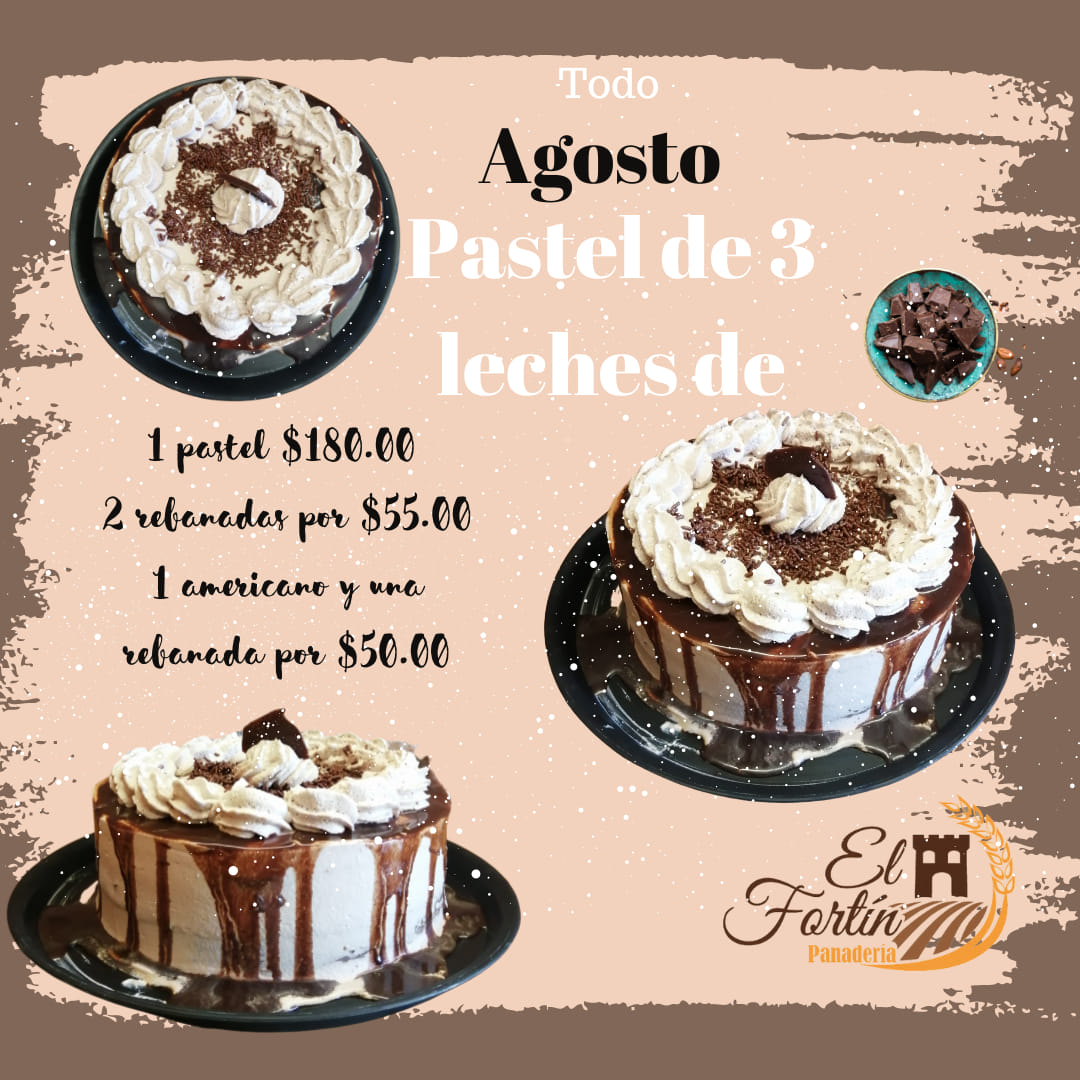 Todo
Agosto
Pastel de 3
leches de
1 pastel $180.00
2 rebanadas por $55.00
1 americano y una
rebanada por $50.00
El
Fortín
Panadería